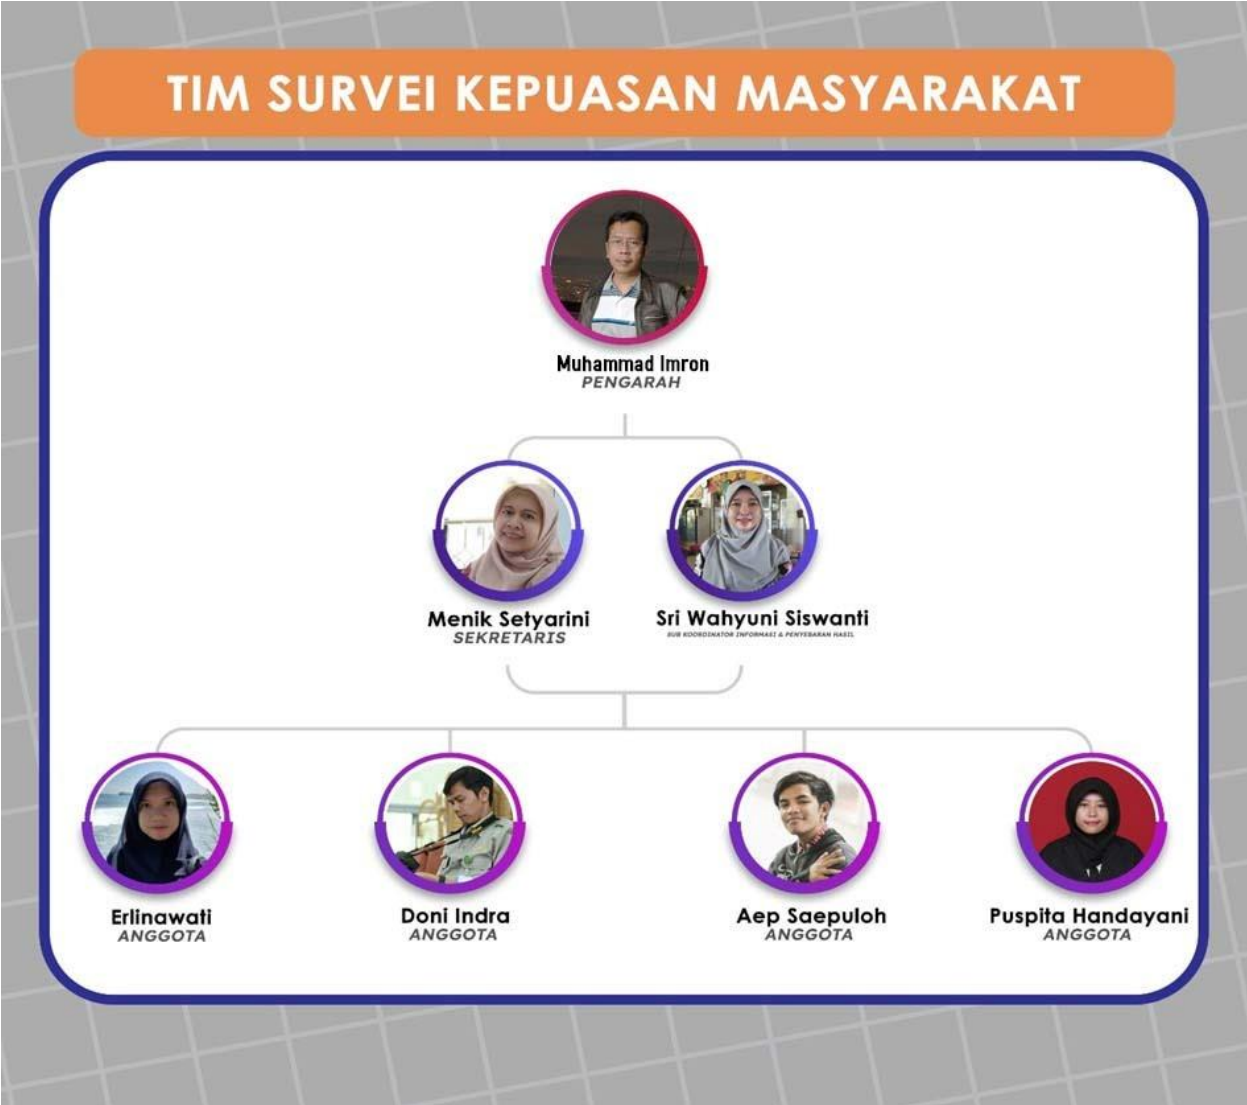 TIM SURVEI KEPUASAN MASYARAKAT
Muhammad Imron
PENGARAH
Menik Setyarini
SEKRETARIS
Sri Wahyuni Siswanti
SUB KOORDINATOR INFORMASI & PENYEBARAN HASIL
Erlinawati
ANGGOTA
Doni Indra
ANGGOTA
Aep Saepuloh
ANGGOTA
Puspita Handayani
ANGGOTA